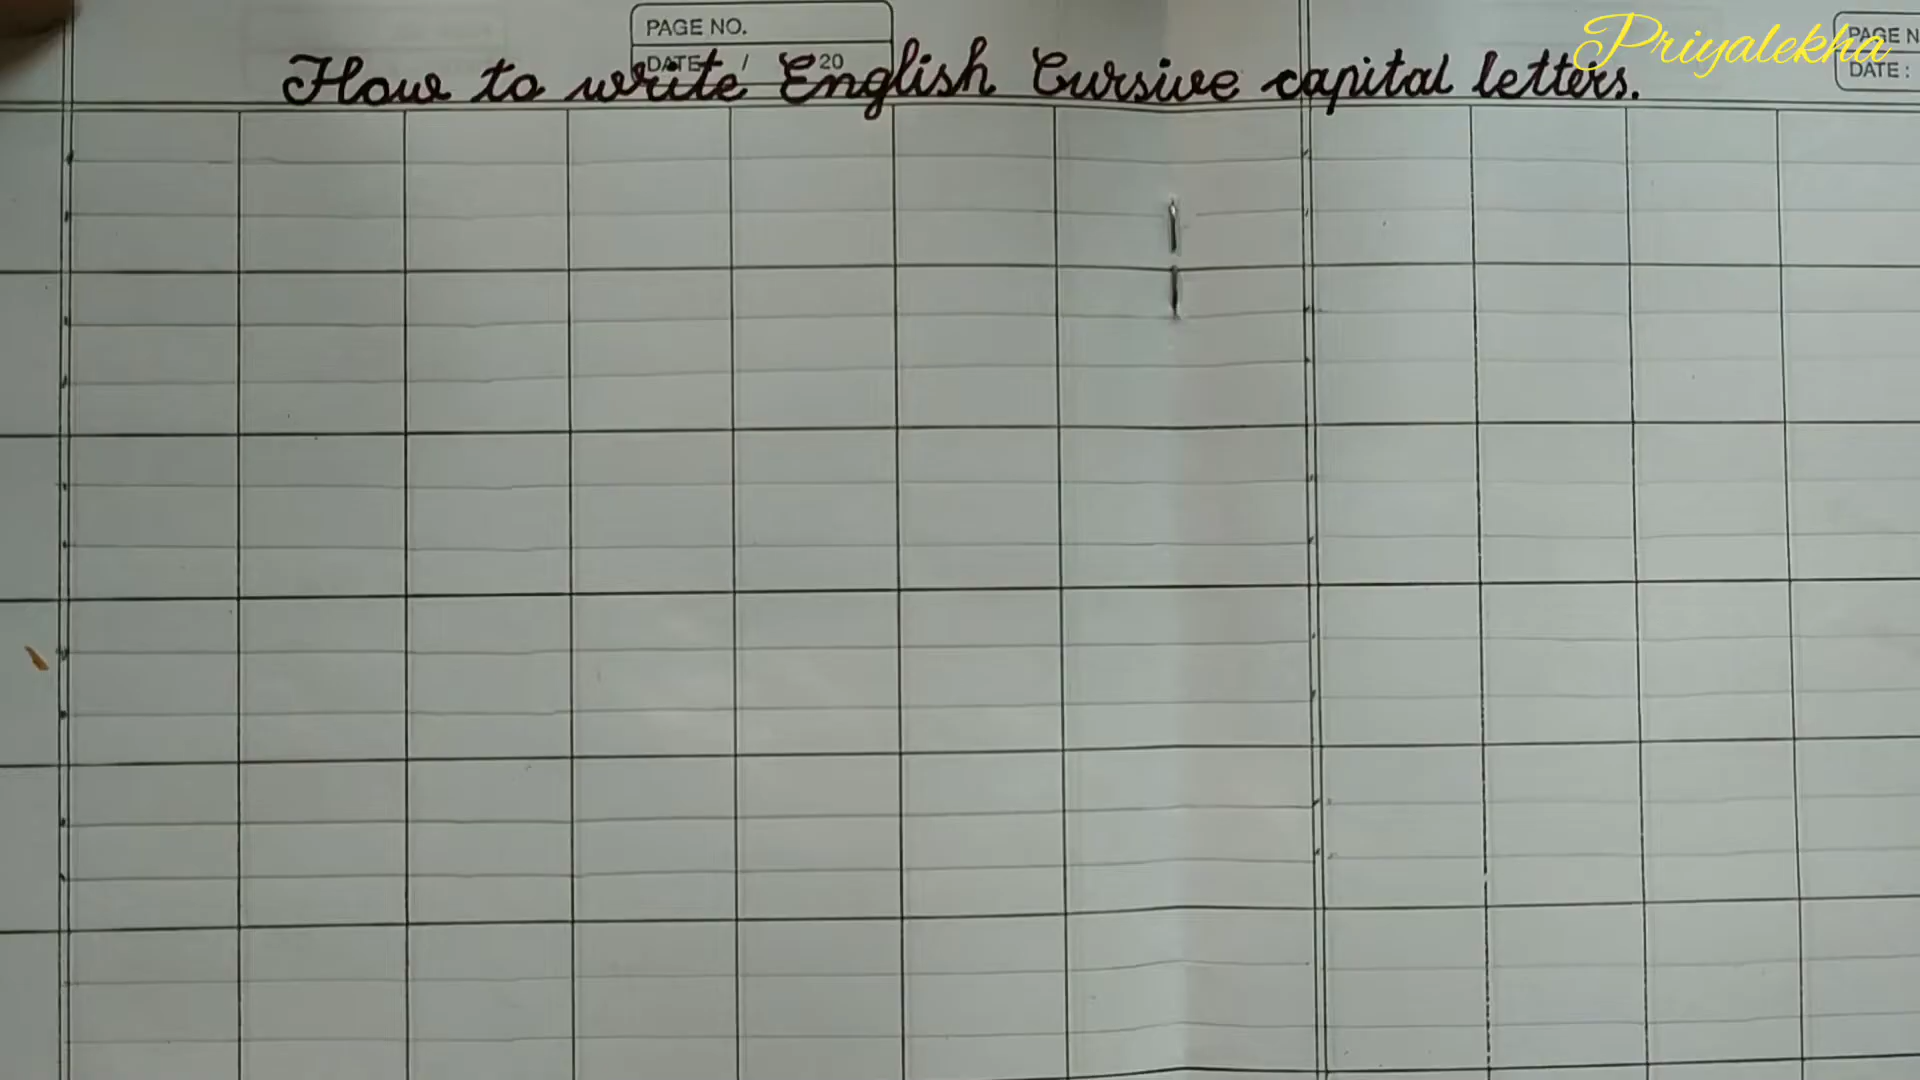 PAGE NO.
DATE / 20
Priyalekha
PAGE N
DATE:
How to write English Cursive capital letters.